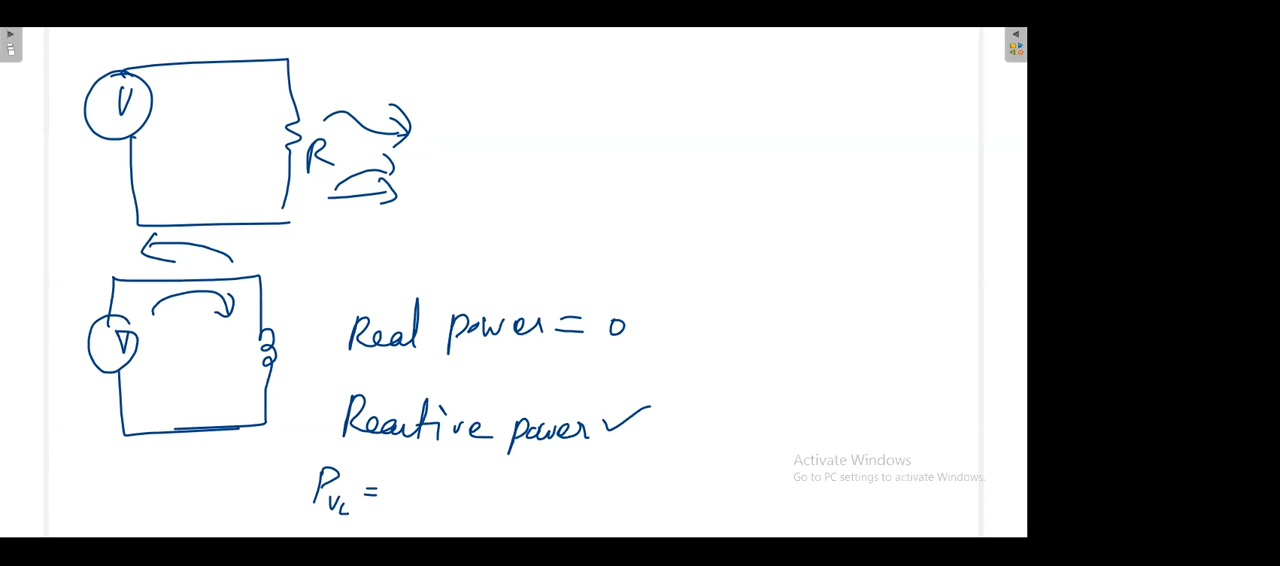 V
R
V
Real power = 0
Reactive power ✓
P_VL =
Activate Windows
Go to PC settings to activate Windows.